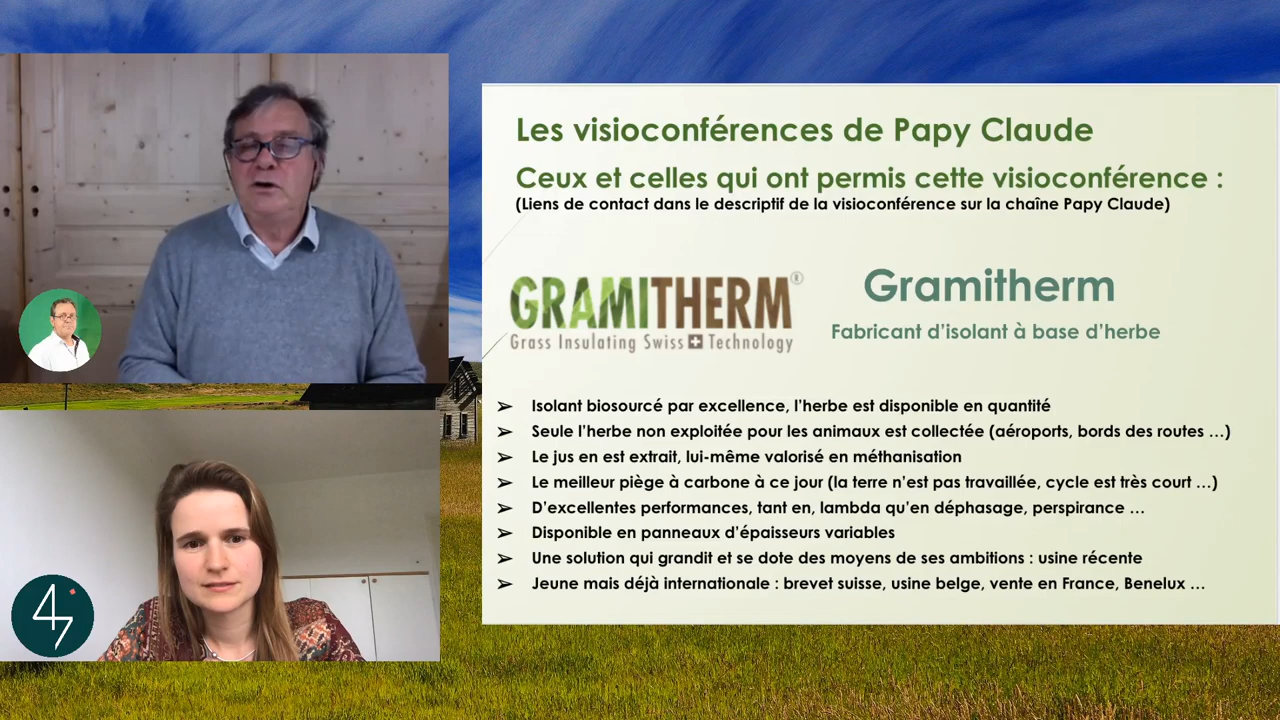 Les visioconférences de Papy Claude
Ceux et celles qui ont permis cette visioconférence :
(Liens de contact dans le descriptif de la visioconférence sur la chaîne Papy Claude)
GRAMITHERM®
Grass Insulating Swiss Technology
Gramitherm
Fabricant d’isolant à base d’herbe
➢ Isolant biosourcé par excellence, l’herbe est disponible en quantité
➢ Seule l’herbe non exploitée pour les animaux est collectée (aéroports, bords des routes …)
➢ Le jus en est extrait, lui-même valorisé en méthanisation
➢ Le meilleur piège à carbone à ce jour (la terre n’est pas travaillée, cycle est très court …)
➢ D’excellentes performances, tant en, lambda qu’en déphasage, perspirance …
➢ Disponible en panneaux d’épaisseurs variables
➢ Une solution qui grandit et se dote des moyens de ses ambitions : usine récente
➢ Jeune mais déjà internationale : brevet suisse, usine belge, vente en France, Benelux …
47